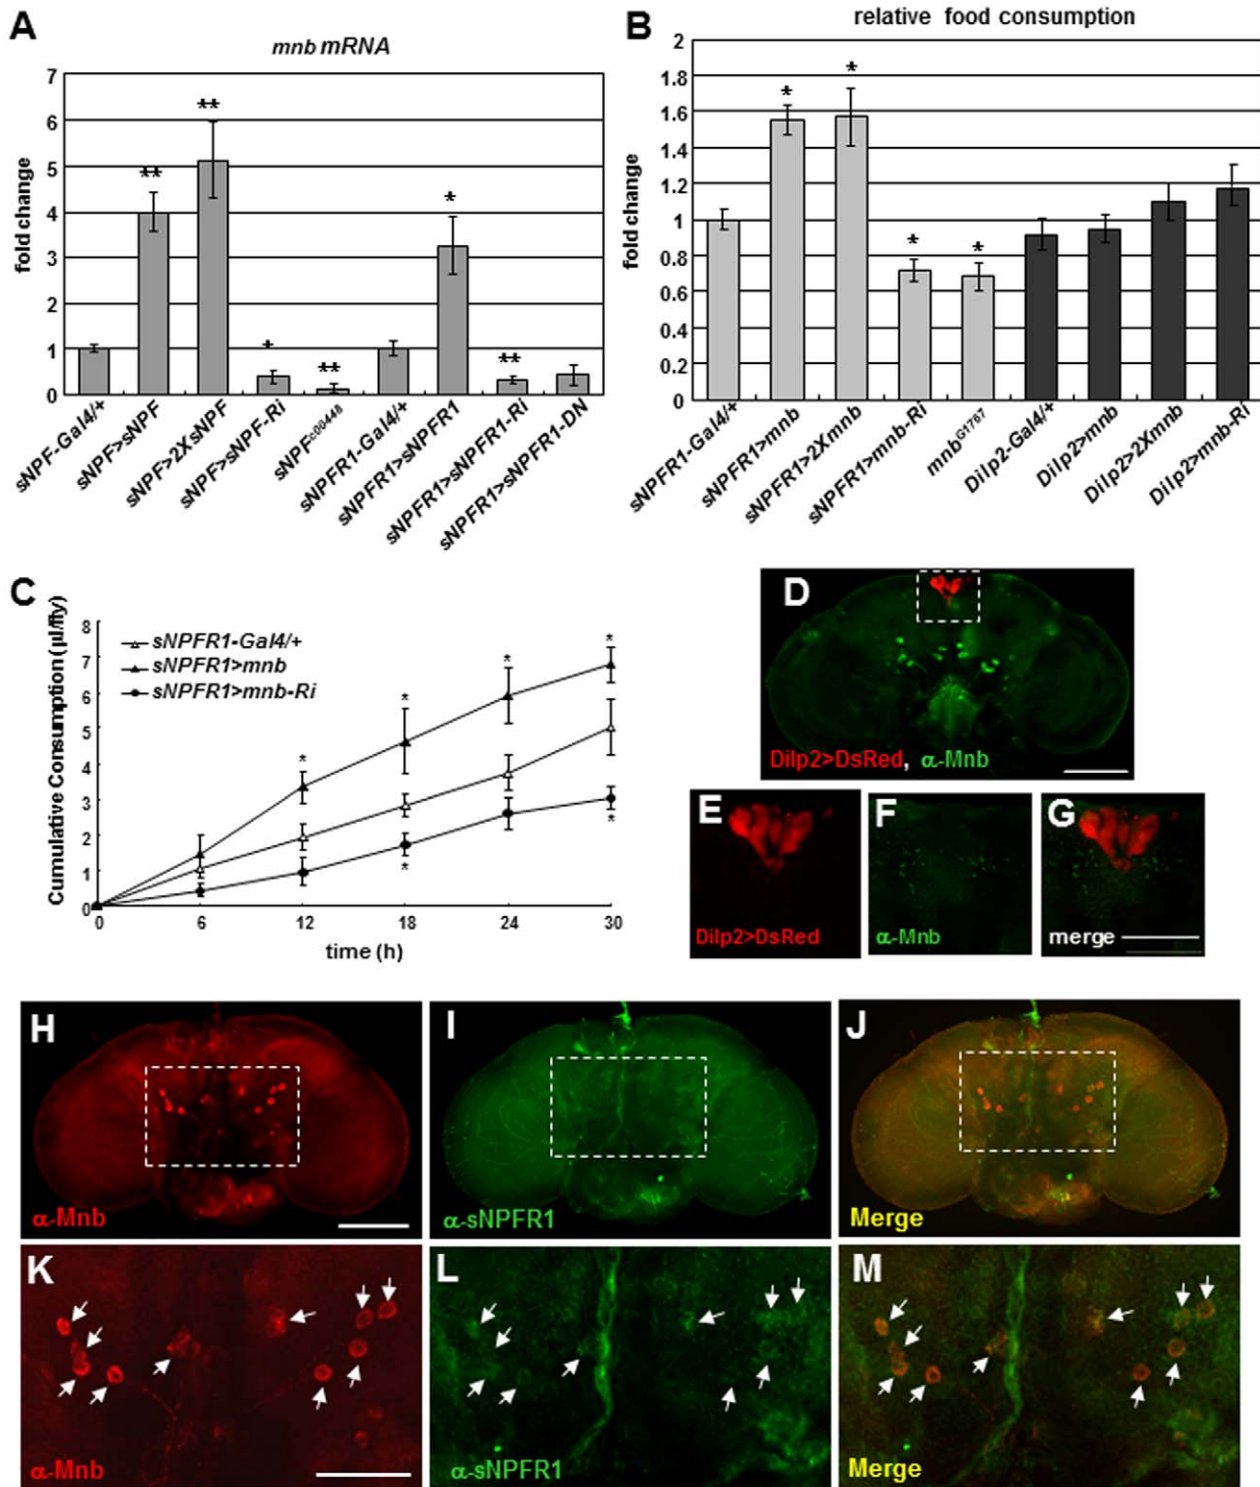 A
mnb mRNA
fold change
7
6
5
4
3
2
1
0
**
**
*
**
*
**
sNPF-Gal4/+
sNPF>sNPF
sNPF>2XsNPF
sNPF>sNPF-Ri
sNPFc00448
sNPFR1-Gal4/+
sNPFR1>sNPFR1
sNPFR1>sNPFR1-Ri
sNPFR1>sNPFR1-DN
B
relative food consumption
fold change
2
1.8
1.6
1.4
1.2
1
0.8
0.6
0.4
0.2
0
*
*
*
*
sNPFR1-Gal4/+
sNPFR1>mnb
sNPFR1>2Xmnb
sNPFR1>mnb-Ri
mnbG1767
Dilp2-Gal4/+
Dilp2>mnb
Dilp2>2Xmnb
Dilp2>mnb-Ri
C
Cumulative Consumption (µl/fly)
8
7
6
5
4
3
2
1
0
sNPFR1-Gal4/+
sNPFR1>mnb
sNPFR1>mnb-Ri
*
*
*
*
*
*
0 6 12 18 24 30
time (h)
D
Dilp2>DsRed, α-Mnb
E
Dilp2>DsRed
F
α-Mnb
G
merge
H
α-Mnb
I
α-sNPFR1
J
Merge
K
α-Mnb
L
α-sNPFR1
M
Merge